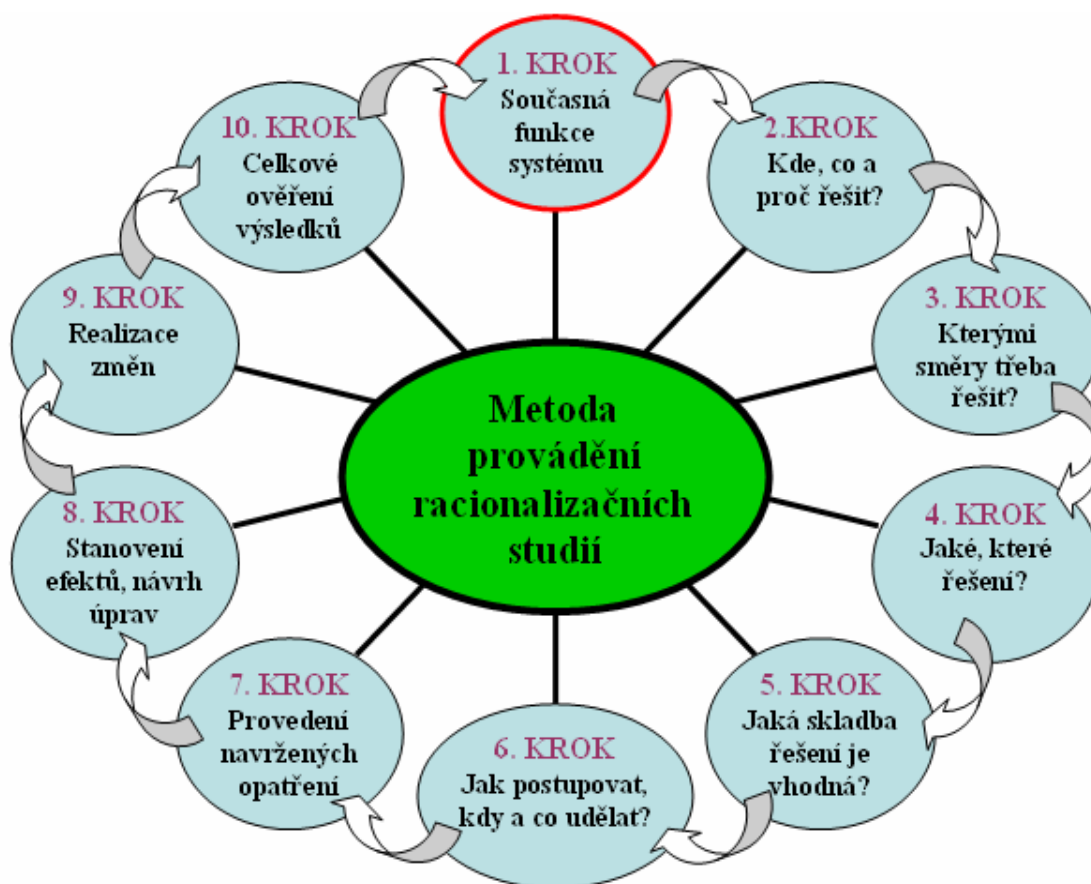 1. KROK
Současná
funkce
systému
2.KROK
Kde, co a
proč řešit?
3. KROK
Kterými
směry třeba
řešit?
4. KROK
Jaké, které
řešení?
5. KROK
Jaká skladba
řešení je
vhodná?
6. KROK
Jak postupovat,
kdy a co udělat?
7. KROK
Provedení
navržených
opatření
8. KROK
Stanovení
efektů, návrh
úprav
9. KROK
Realizace
změn
10. KROK
Celkové
ověření
výsledků
Metoda
provádění
racionalizačních
studií